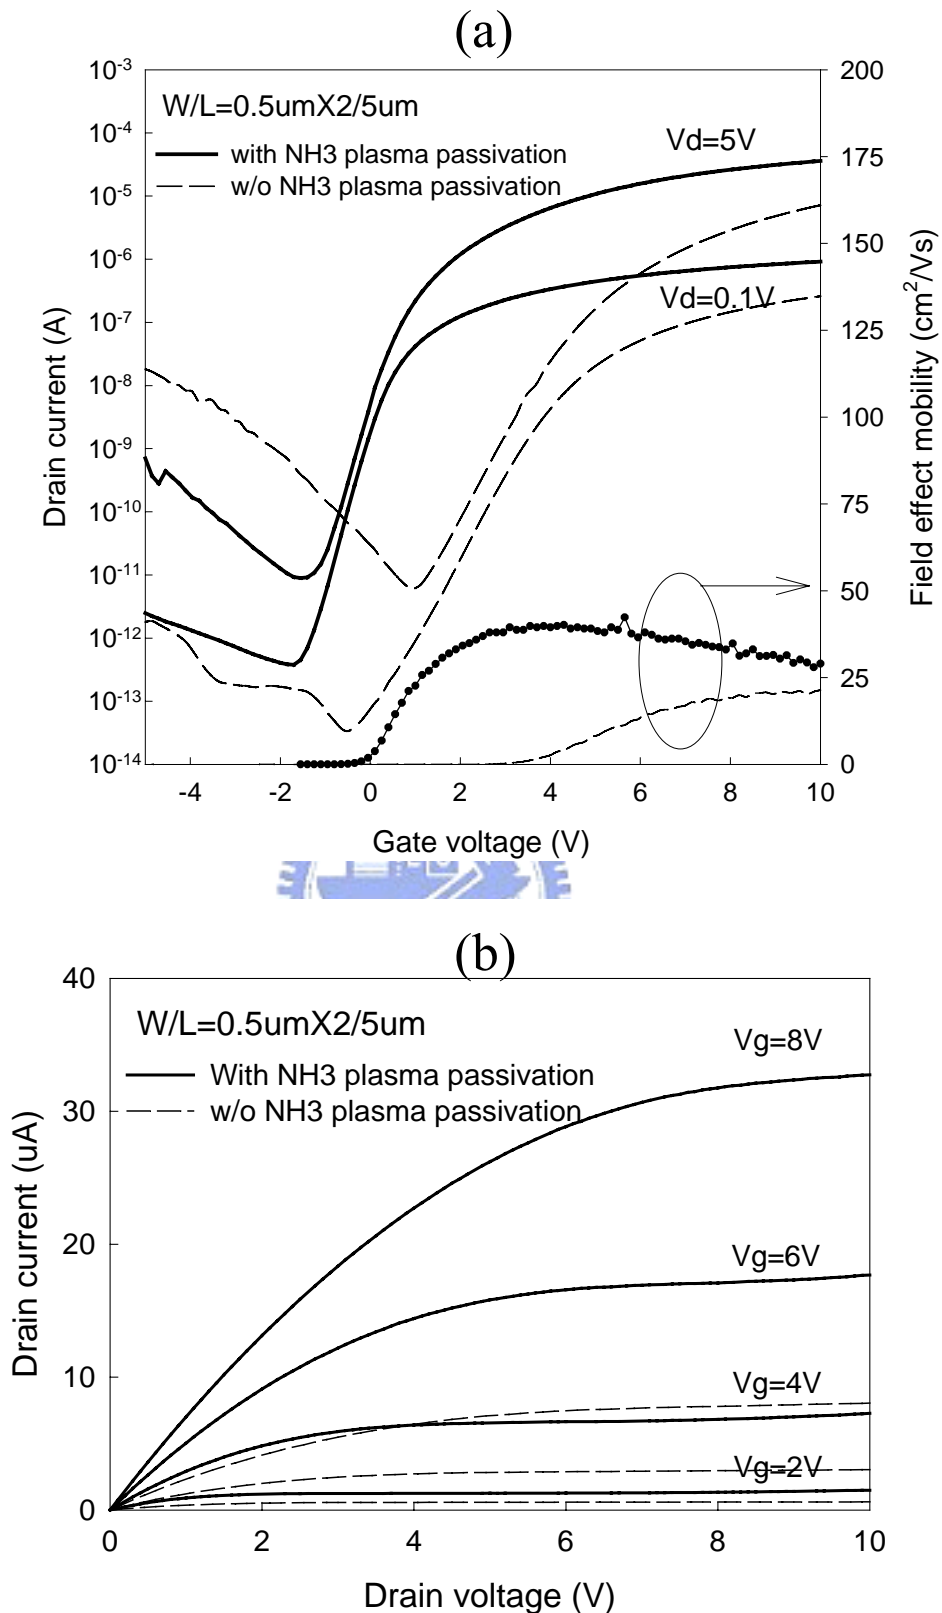 (a)
W/L=0.5umX2/5um
with NH3 plasma passivation
w/o NH3 plasma passivation
Vd=5V
Vd=0.1V
10-3
10-4
10-5
10-6
10-7
10-8
10-9
10-10
10-11
10-12
10-13
10-14
Drain current (A)
200
175
150
125
100
75
50
25
0
Field effect mobility (cm2/Vs)
-4 -2 0 2 4 6 8 10
Gate voltage (V)
(b)
W/L=0.5umX2/5um
With NH3 plasma passivation
w/o NH3 plasma passivation
Vg=8V
Vg=6V
Vg=4V
Vg=2V
40
30
20
10
0
Drain current (uA)
0 2 4 6 8 10
Drain voltage (V)